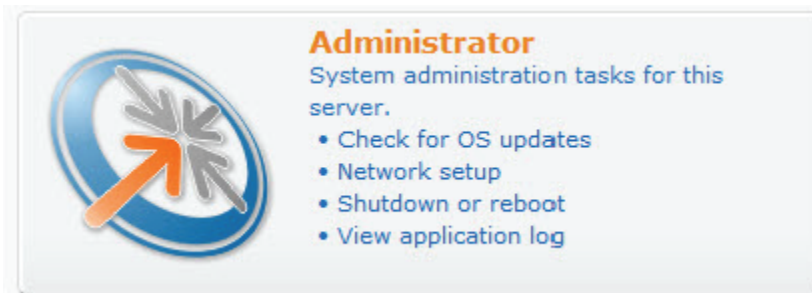 Administrator
System administration tasks for this
server.
• Check for OS updates
• Network setup
• Shutdown or reboot
• View application log